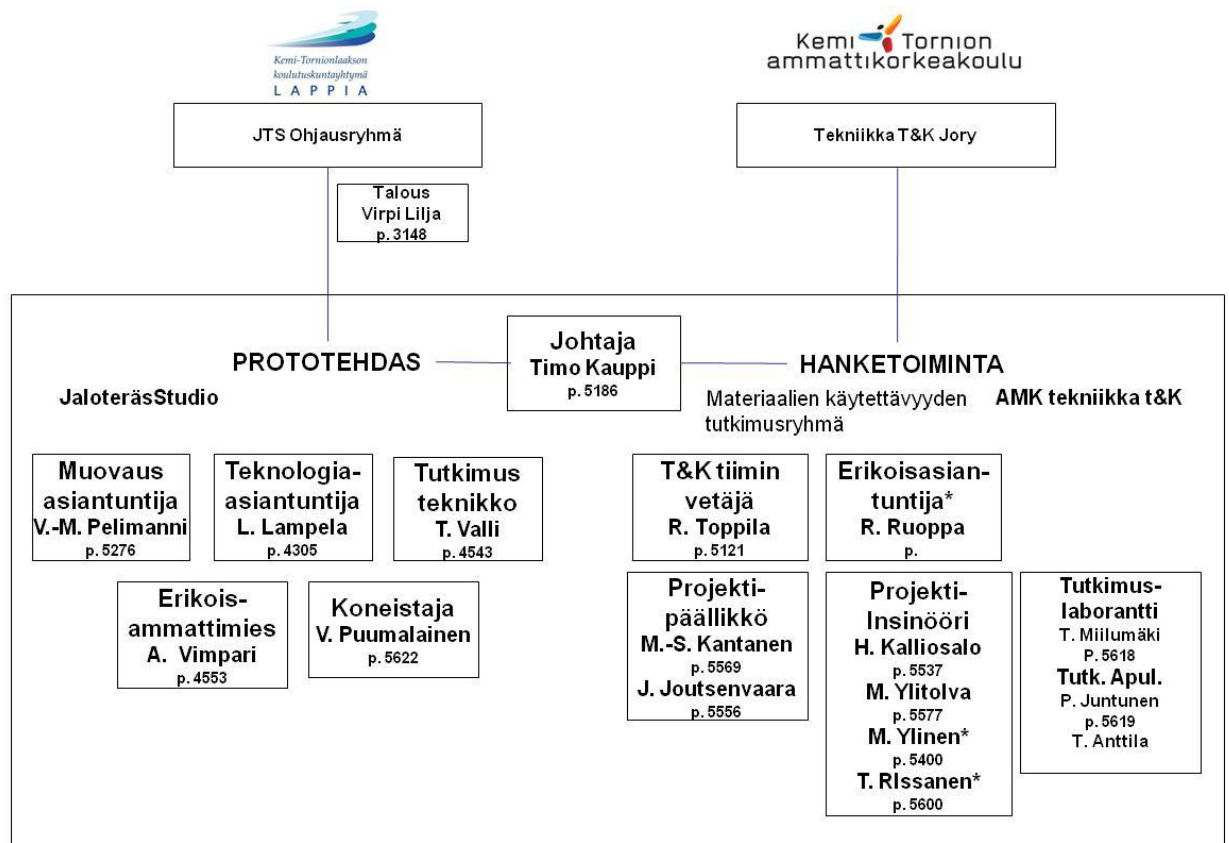 Kemi-Tornionlaakson
koulutuskuntayhtymä
LAPPIA
Kemi Tornion
ammattikorkeakoulu
JTS Ohjausryhmä
Tekniikka T&K Jory
Talous
Virpi Lilja
p. 3148
PROTOTEHDAS
JaloteräsStudio
Johtaja
Timo Kauppi
p. 5186
HANKETOIMINTA
Materiaalien käytettävyyden
tutkimusryhmä
AMK tekniikka t&K
Muovaus
asiantuntija
V.-M. Pelimanni
p. 5276
Teknologia-
asiantuntija
L. Lampela
p. 4305
Tutkimus
teknikko
T. Valli
p. 4543
Erikois-
ammattimies
A. Vimpari
p. 4553
Koneistaja
V. Puumalainen
p. 5622
T&K tiimin
vetäjä
R. Toppila
p. 5121
Erikoisasian-
tuntija*
R. Ruoppa
p.
Projekti-
päällikkö
M.-S. Kantanen
p. 5569
J. Joutsenvaara
p. 5556
Projekti-
Insinööri
H. Kalliosalo
p. 5537
M. Ylitolva
p. 5577
M. Ylinen*
p. 5400
T. RIssanen*
p. 5600
Tutkimus-
laborantti
T. Miilumäki
P. 5618
Tutk. Apul.
P. Juntunen
p. 5619
T. Anttila